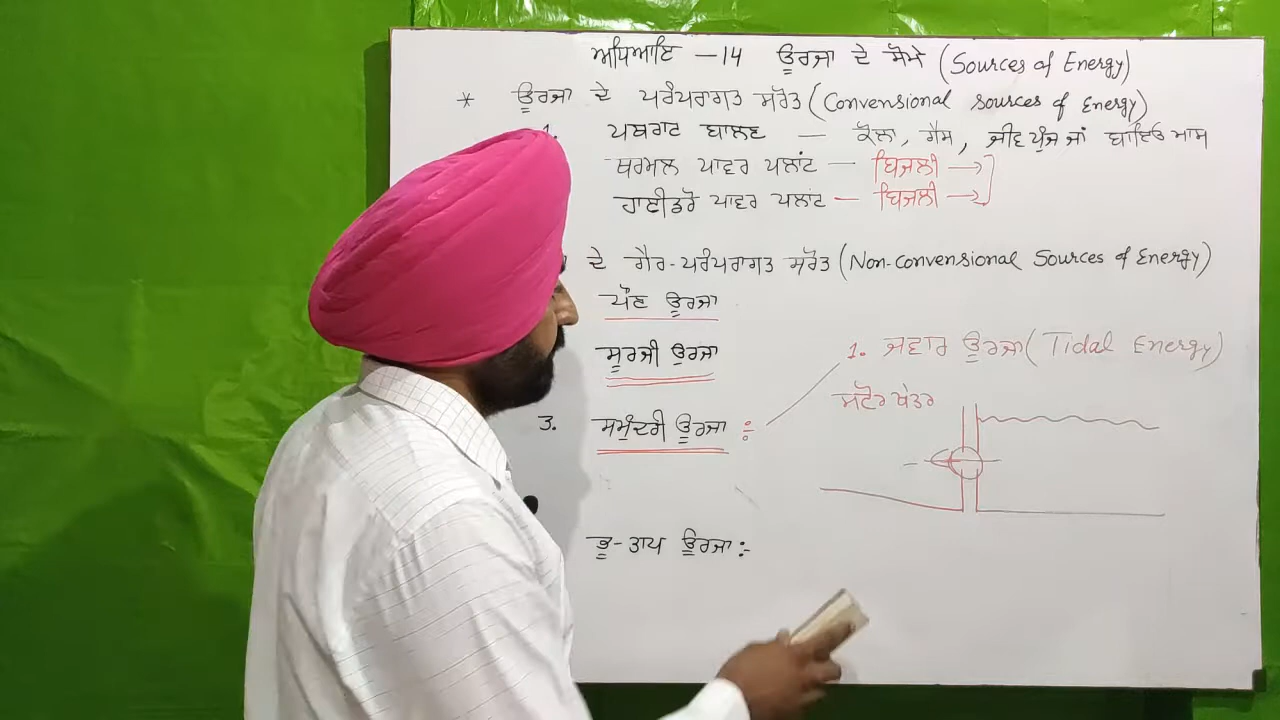 ਅਧਿਆਇ - 14 ਊਰਜਾ ਦੇ ਸੋਮੇ (Sources of Energy)
* ਊਰਜਾ ਦੇ ਪਰੰਪਰਾਗਤ ਸਰੋਤ (Convensional sources of Energy)
1. ਪਥਰਾਟ ਬਾਲਣ — ਕੋਲਾ, ਗੈਸ, ਜੀਵ ਪੁੰਜ ਜਾਂ ਬਾਇਓ ਮਾਸ
ਥਰਮਲ ਪਾਵਰ ਪਲਾਂਟ — ਬਿਜਲੀ →
ਹਾਈਡਰੋ ਪਾਵਰ ਪਲਾਂਟ — ਬਿਜਲੀ →
ਦੇ ਗੈਰ-ਪਰੰਪਰਾਗਤ ਸਰੋਤ (Non-convensional Sources of Energy)
ਪੌਣ ਊਰਜਾ
ਸੂਰਜੀ ਊਰਜਾ
3. ਸਮੁੰਦਰੀ ਊਰਜਾ :-
1. ਜਵਾਰ ਊਰਜਾ (Tidal Energy)
ਭੂ-ਤਾਪ ਊਰਜਾ :-